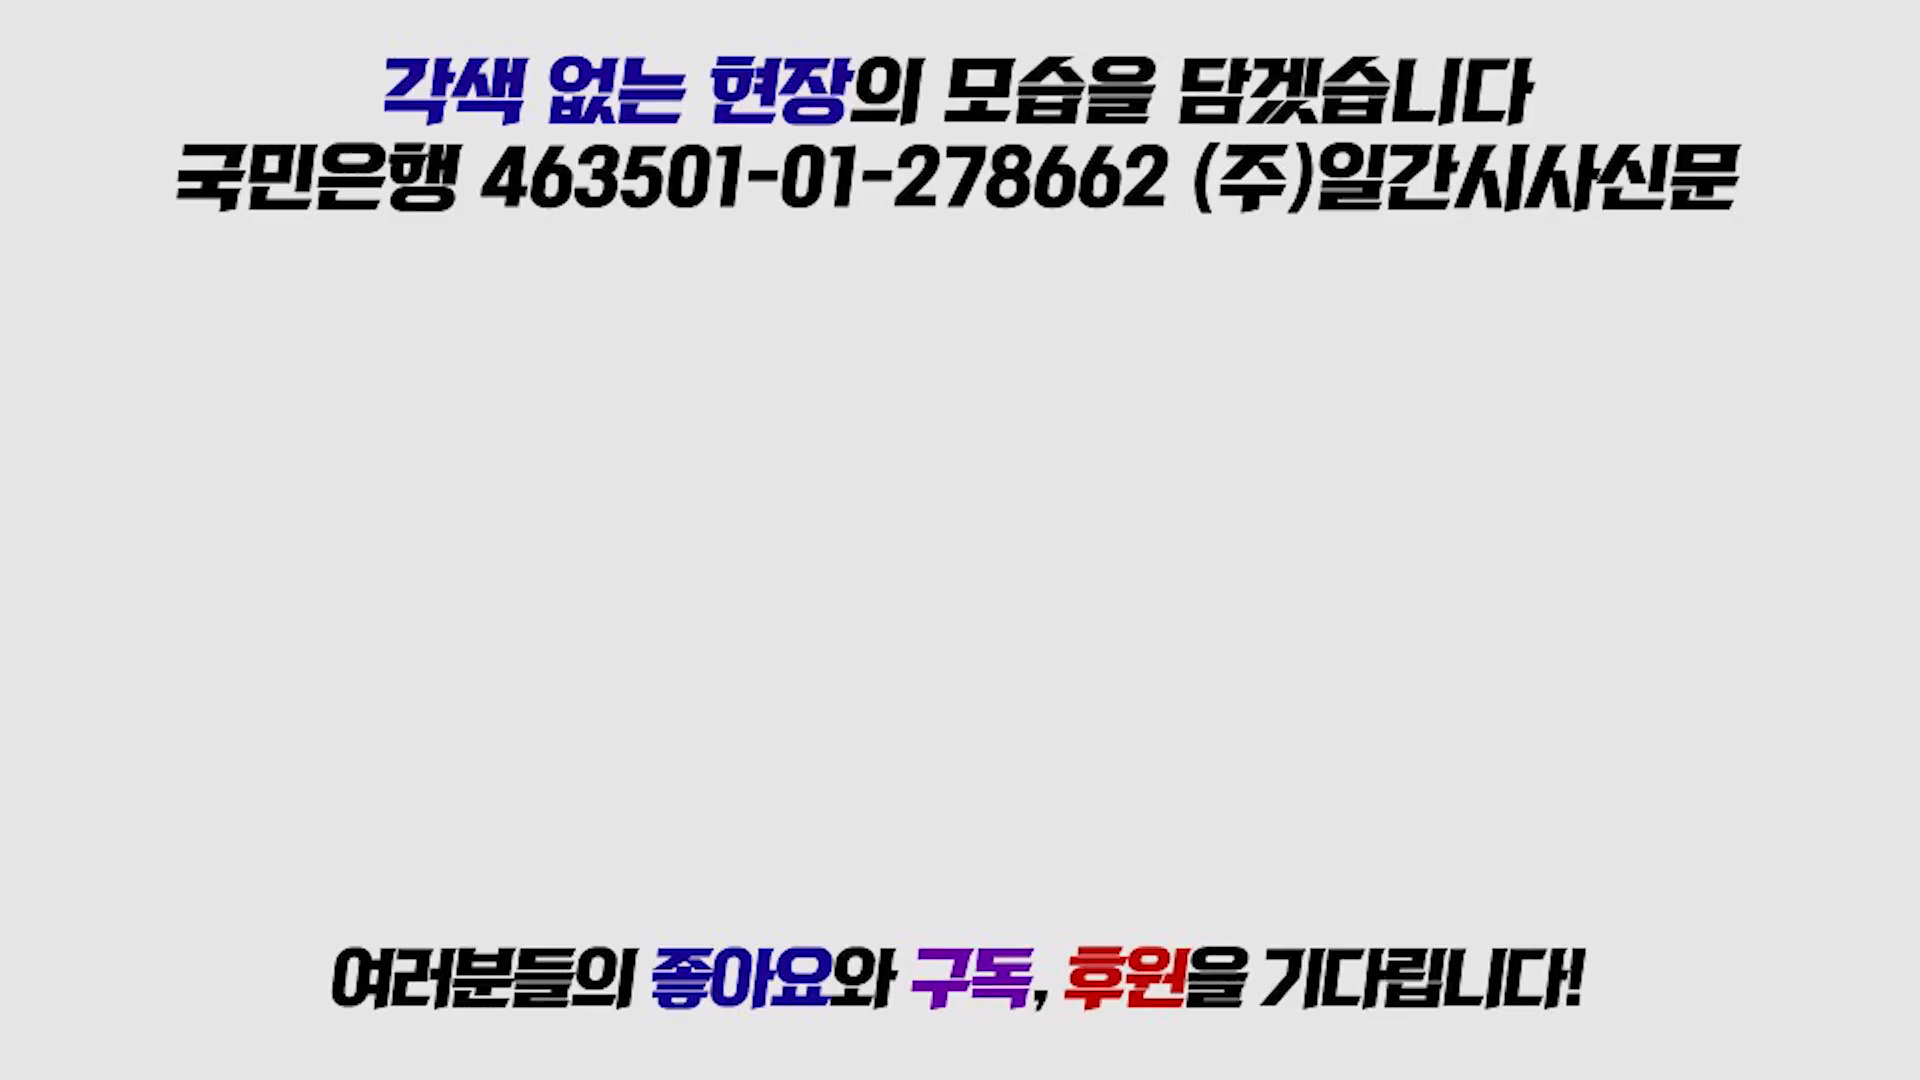 각색 없는 현장의 모습을 담겠습니다
국민은행 463501-01-278662 (주)일간시사신문
여러분들의 좋아요와 구독, 후원을 기다립니다!